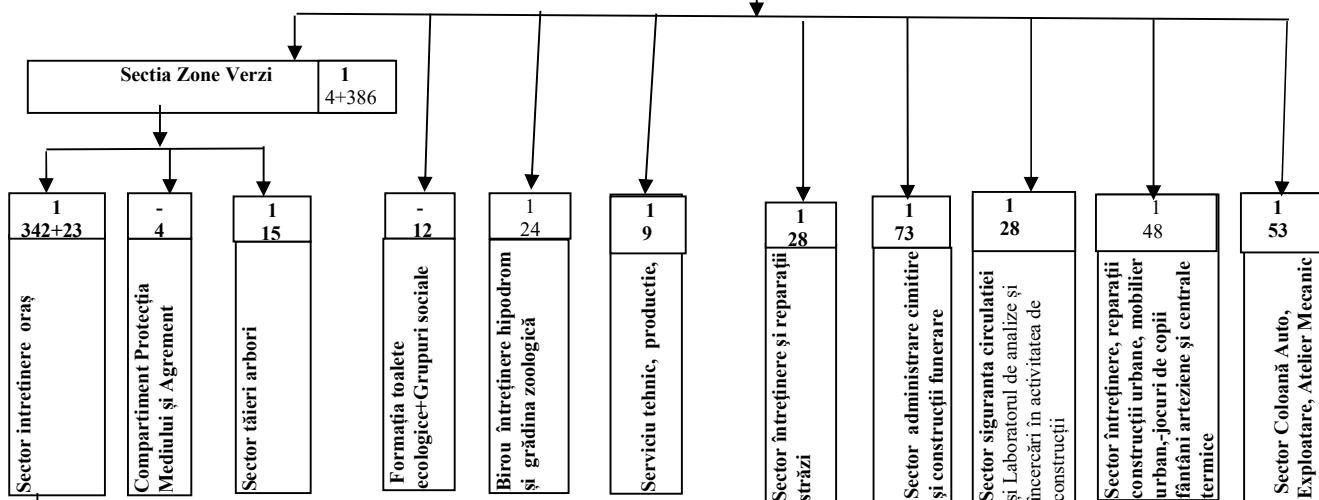 Sectia Zone Verzi
1
4+386
1
342+23
Sector intretinere oraș
-
4
Compartiment Protecția
Mediului și Agrement
1
15
Sector tăieri arbori
-
12
Formația toalete
ecologice+Grupuri sociale
1
24
Birou întreținere hipodrom
și grădina zoologică
1
9
Serviciu tehnic, productie,
1
28
Sector întreținere și reparații
străzi
1
73
Sector administrare cimitire
și construcții funerare
1
28
Sector siguranta circulatiei
și Laboratorul de analize și
încercări în activitatea de
construcții
1
48
Sector întreținere, reparații
construcții urbane, mobilier
urban,-jocuri de copii
fântâni arteziene și centrale
termice
1
53
Sector Coloană Auto,
Exploatare, Atelier Mecanic